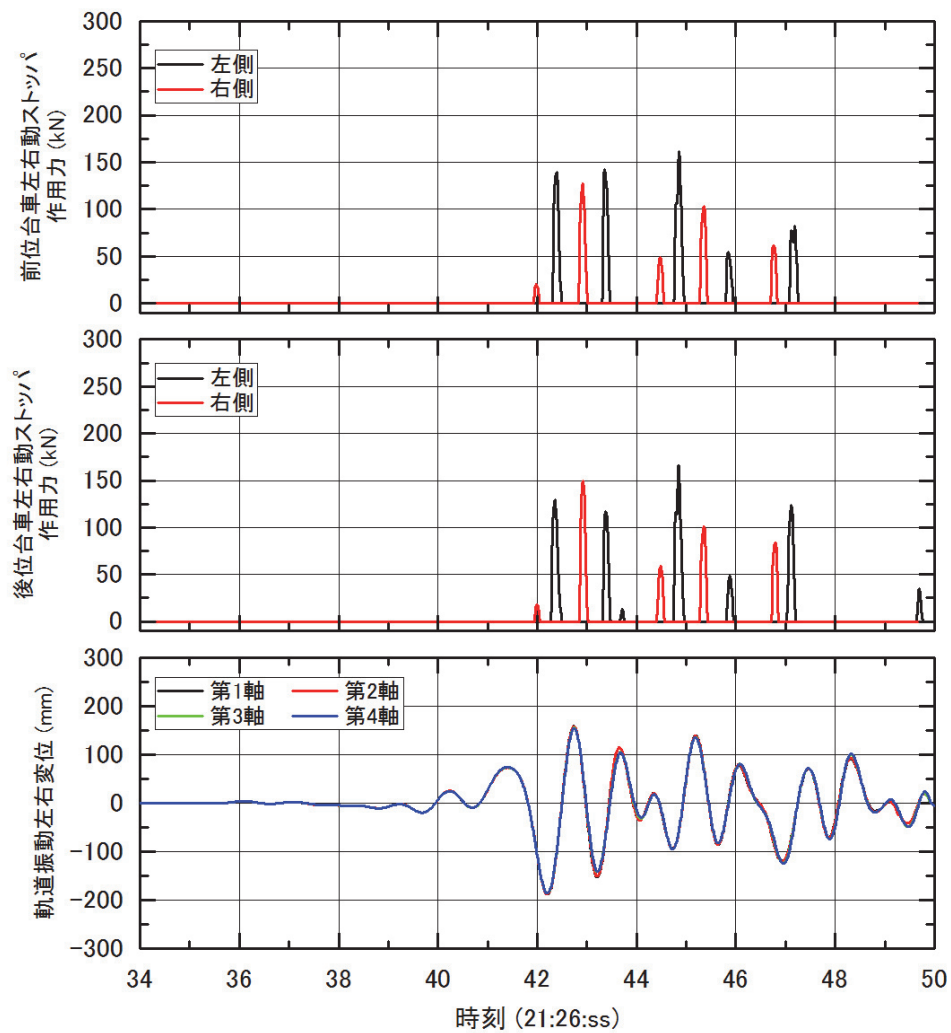 300
250
200
150
100
50
0
左側
右側
前位台車左右動ストッパ
作用力 (kN)
300
250
200
150
100
50
0
左側
右側
後位台車左右動ストッパ
作用力 (kN)
300
200
100
0
-100
-200
-300
第1軸 第2軸
第3軸 第4軸
軌道振動左右変位 (mm)
34 36 38 40 42 44 46 48 50
時刻 (21:26:ss)